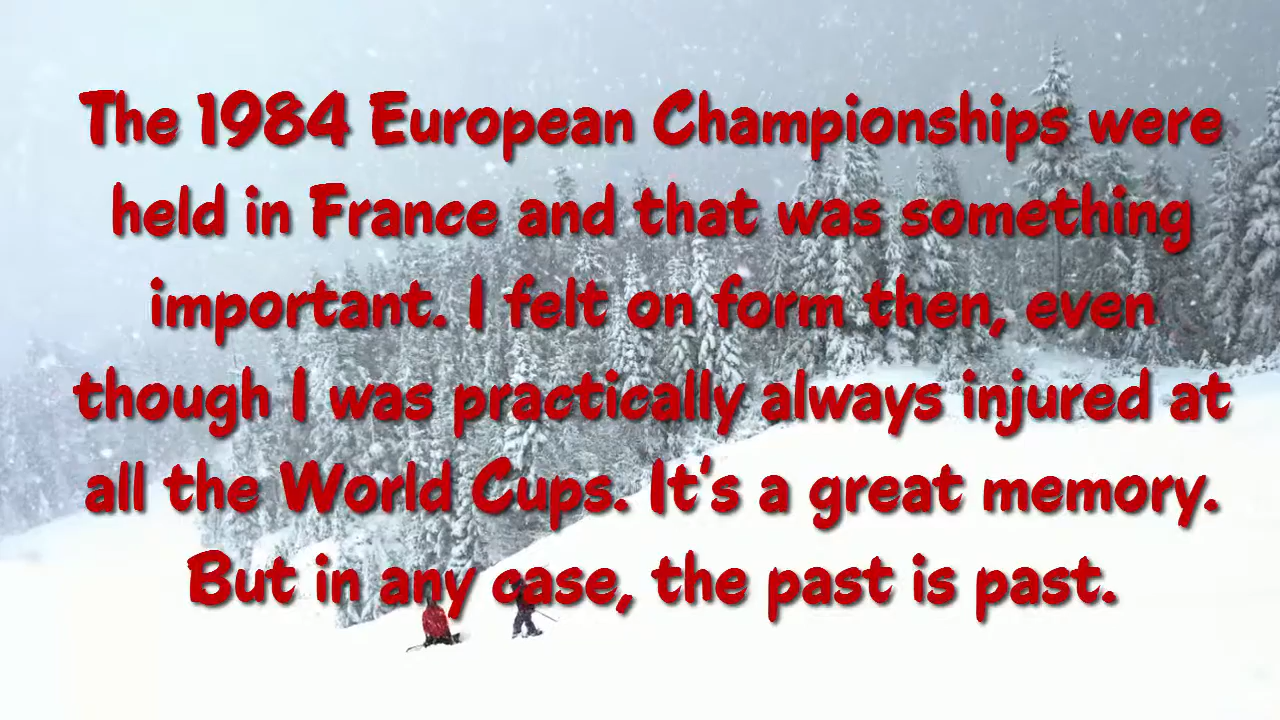 The 1984 European Championships were
held in France and that was something
important. I felt on form then, even
though I was practically always injured at
all the World Cups. It's a great memory.
But in any case, the past is past.